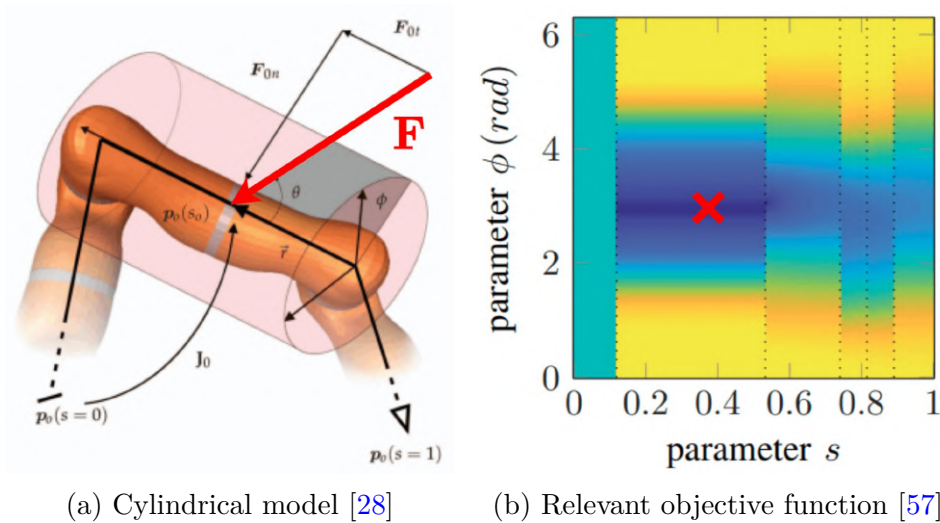 F₀ₜ
F₀ₙ
F
θ
ϕ
p₀(s₀)
r⃗
J₀
p₀(s=0)
p₀(s=1)
parameter ϕ (rad)
6
4
2
0
0 0.2 0.4 0.6 0.8 1
parameter s
(a) Cylindrical model [28]
(b) Relevant objective function [57]